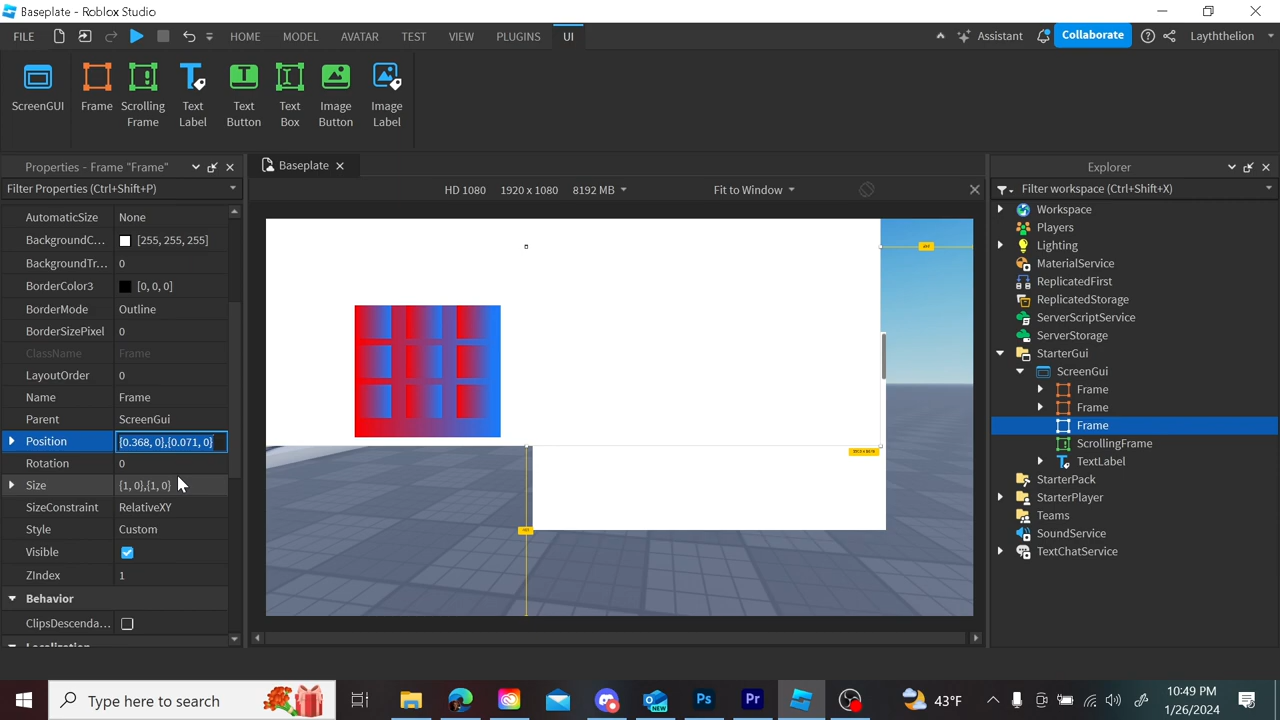 Baseplate - Roblox Studio
FILE HOME MODEL AVATAR TEST VIEW PLUGINS UI Assistant Collaborate Layththelion
ScreenGUI Frame Scrolling Frame Text Label Text Button Text Box Image Button Image Label
Properties - Frame "Frame"
Filter Properties (Ctrl+Shift+P)
AutomaticSize None
BackgroundC... [255, 255, 255]
BackgroundTr... 0
BorderColor3 [0, 0, 0]
BorderMode Outline
BorderSizePixel 0
ClassName Frame
LayoutOrder 0
Name Frame
Parent ScreenGui
Position {0.368, 0},{0.071, 0}
Rotation 0
Size {1, 0},{1, 0}
SizeConstraint RelativeXY
Style Custom
Visible
ZIndex 1
Behavior
ClipsDescenda...
Baseplate
HD 1080 1920 x 1080 8192 MB Fit to Window
Explorer
Filter workspace (Ctrl+Shift+X)
Workspace
Players
Lighting
MaterialService
ReplicatedFirst
ReplicatedStorage
ServerScriptService
ServerStorage
StarterGui
ScreenGui
Frame
Frame
Frame
ScrollingFrame
TextLabel
StarterPack
StarterPlayer
Teams
SoundService
TextChatService
Type here to search
NEW
Ps
Pr
43°F
10:49 PM
1/26/2024